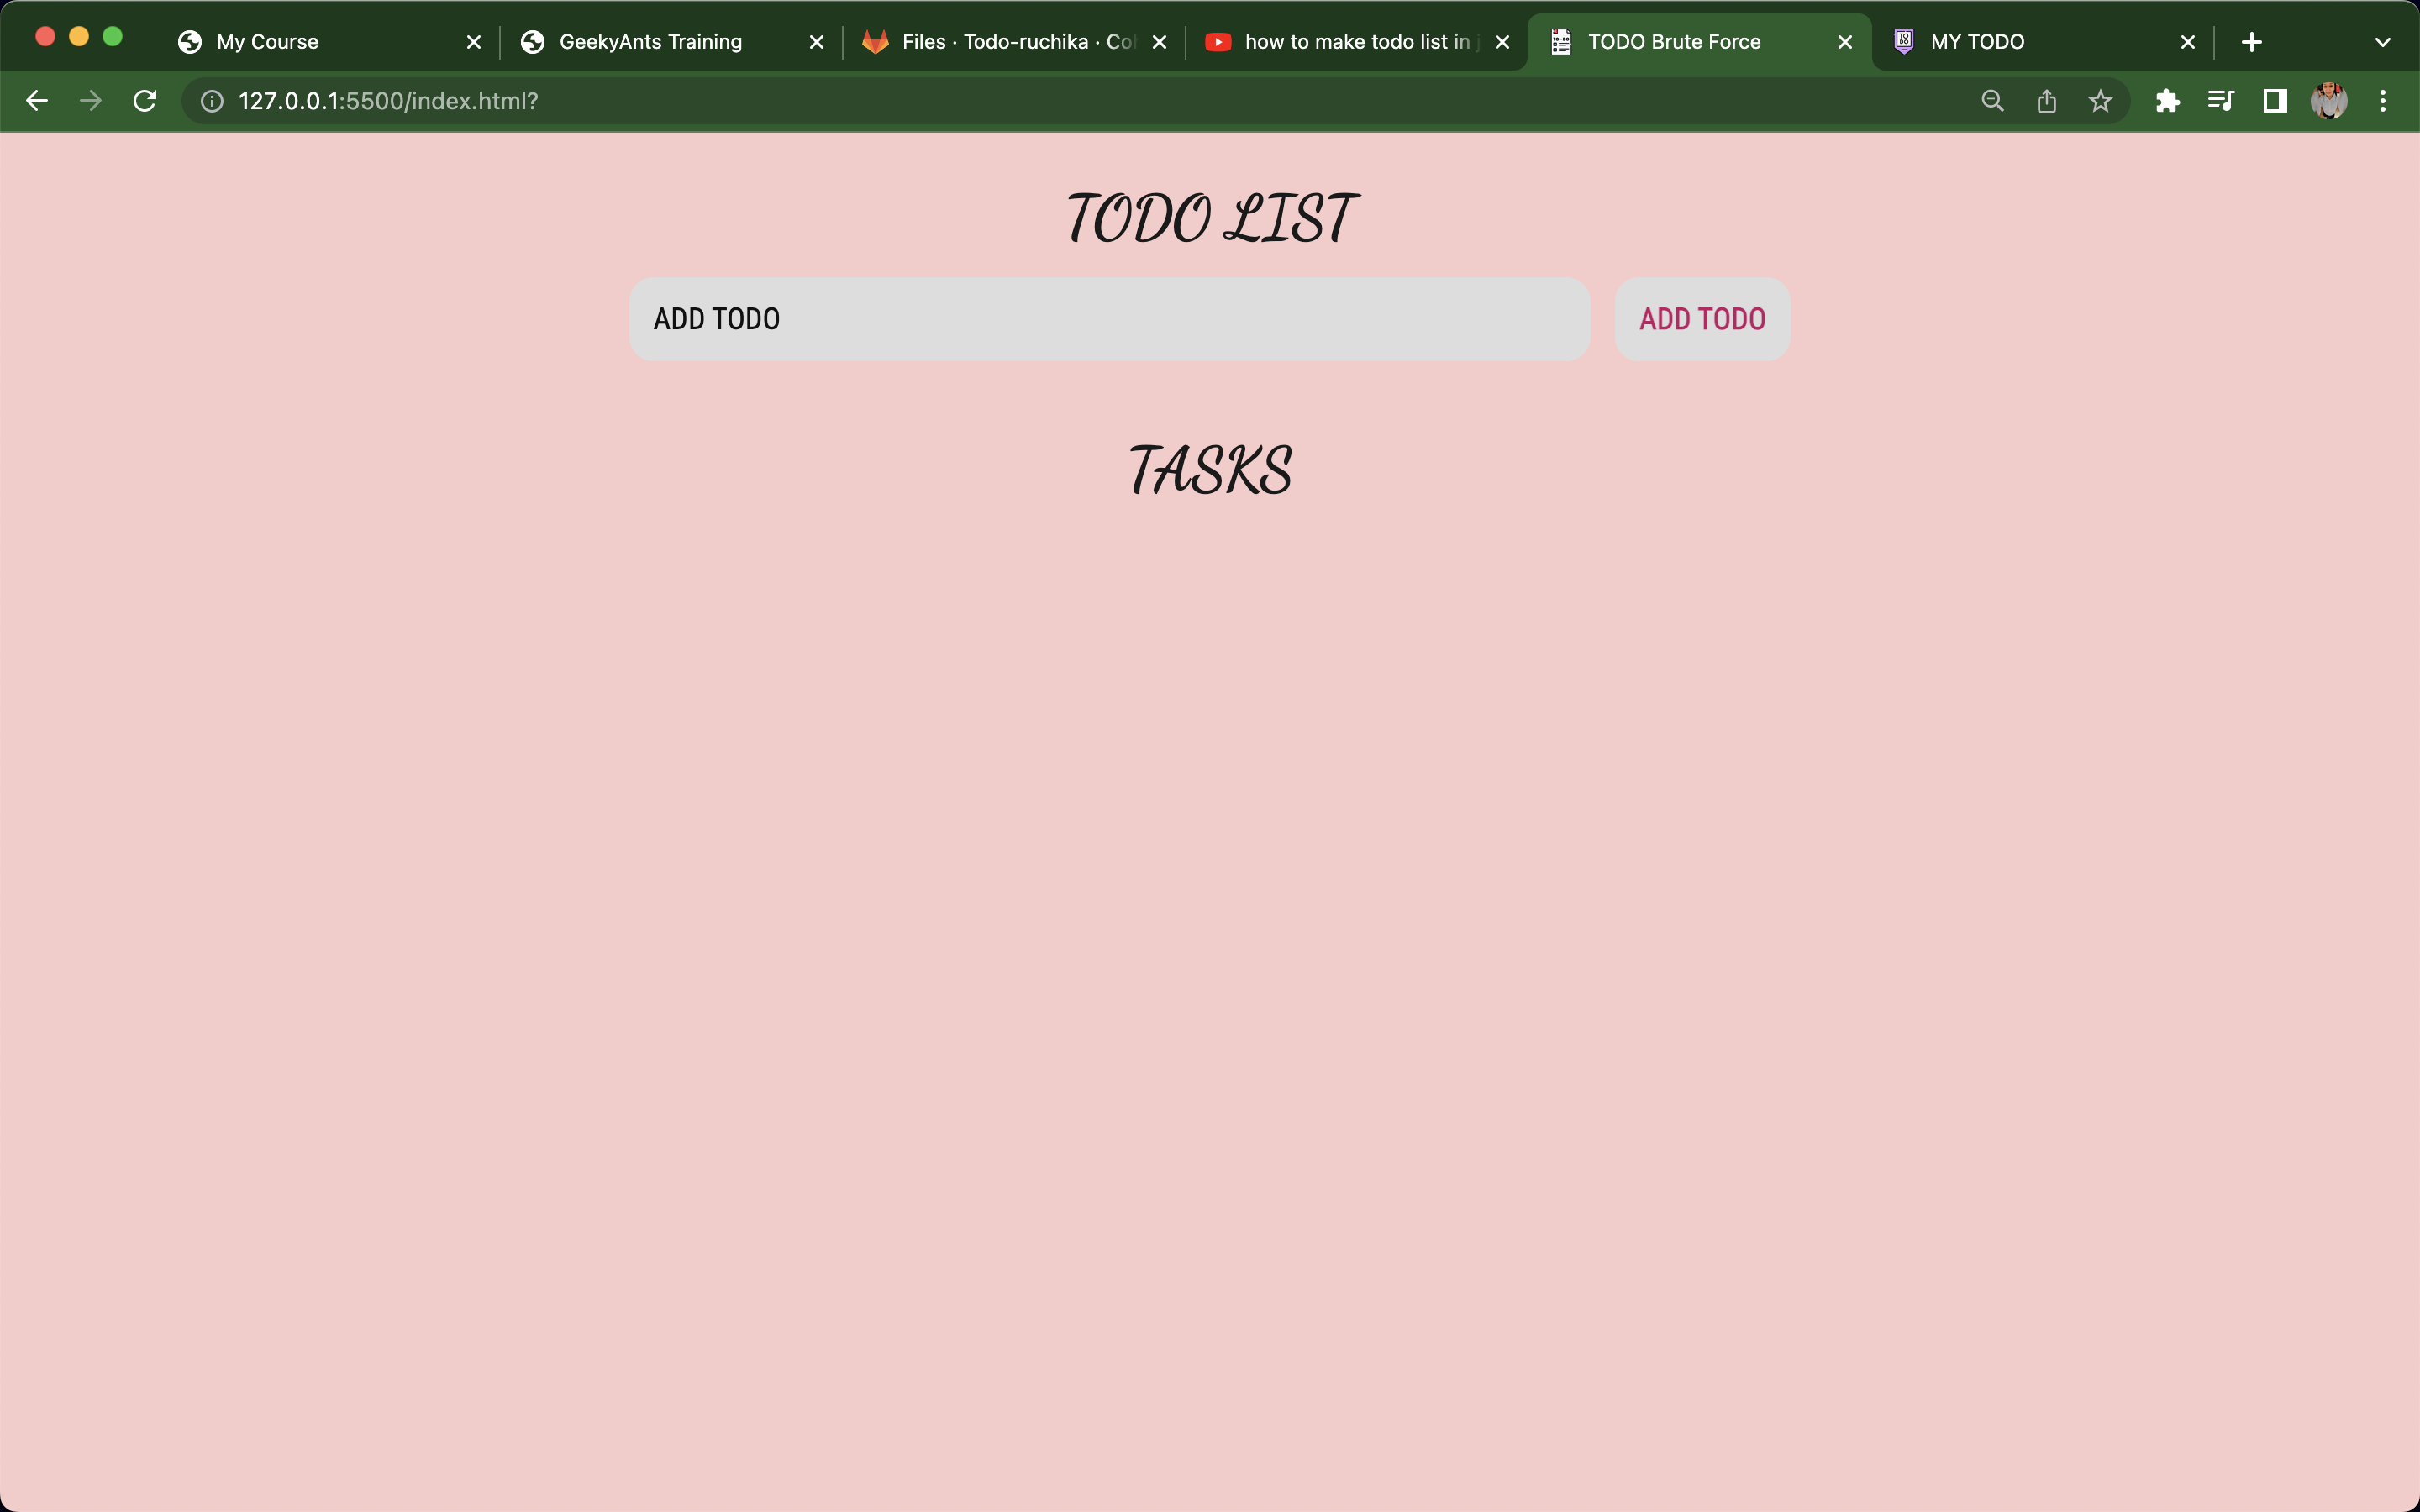 My Course
GeekyAnts Training
Files · Todo-ruchika · Co
how to make todo list in
TODO Brute Force
MY TODO
127.0.0.1:5500/index.html?
TODO LIST
ADD TODO
ADD TODO
TASKS